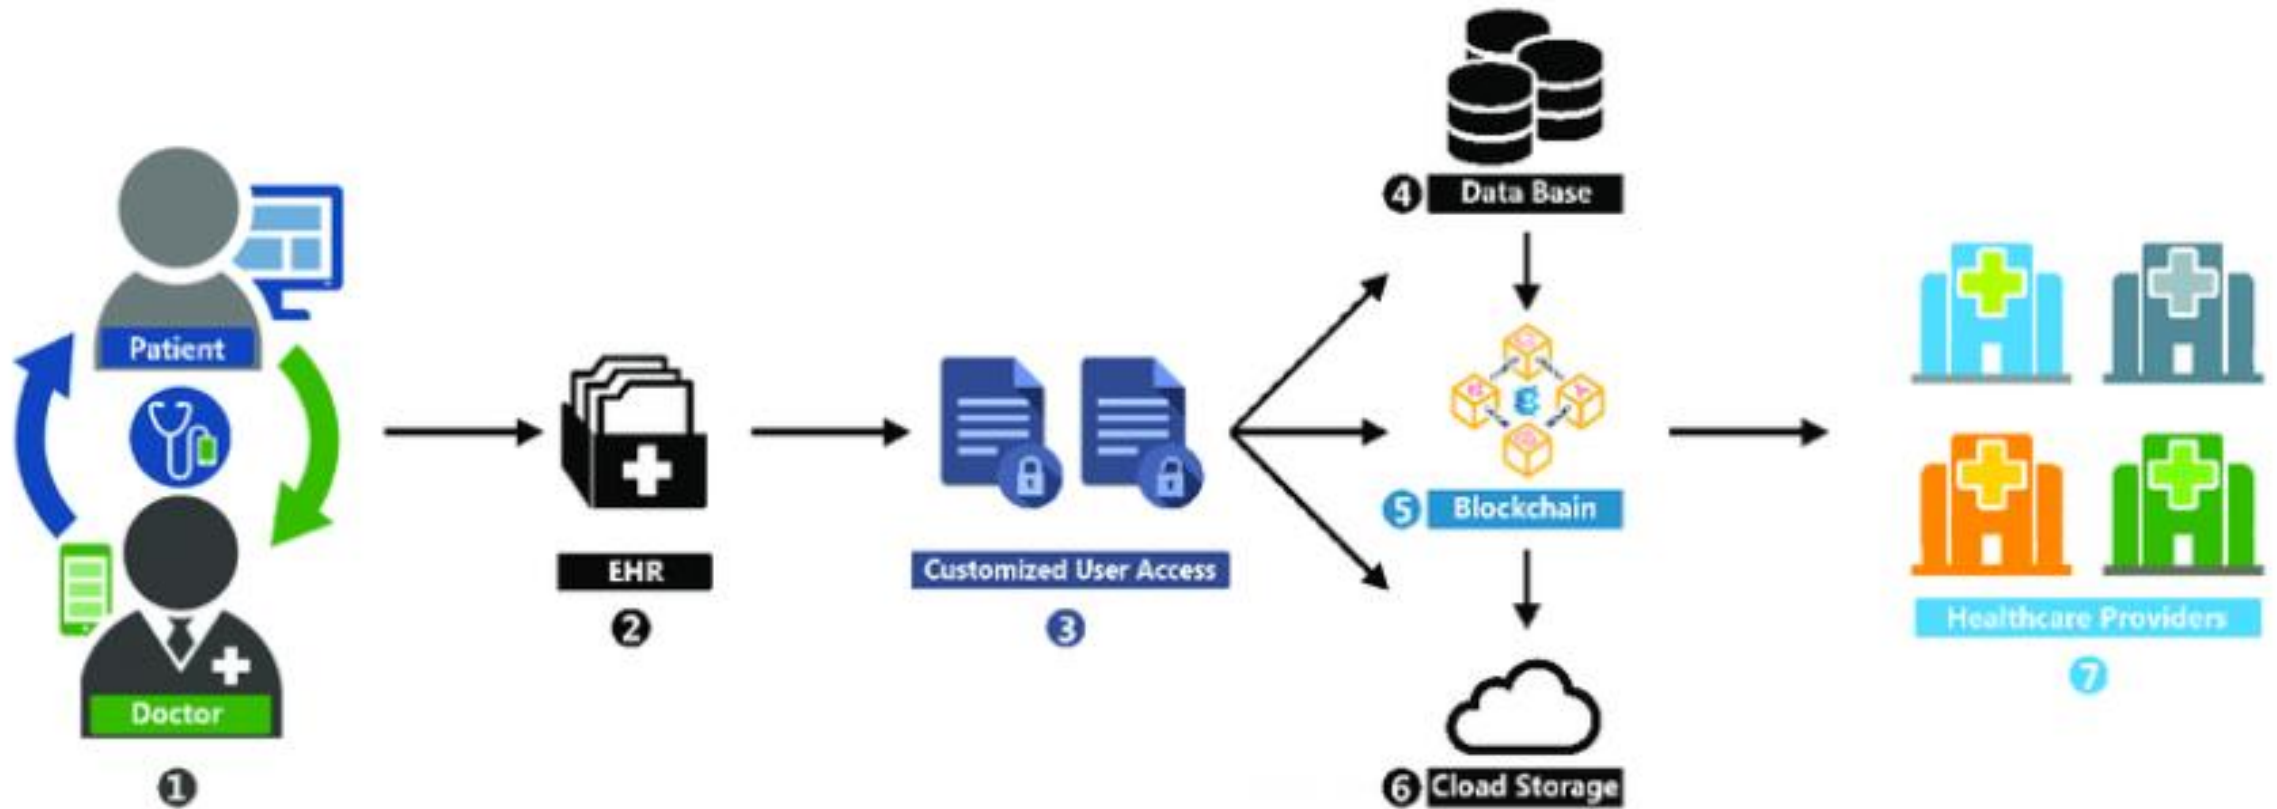 Patient
Doctor
1
EHR
2
Customized User Access
3
4 Data Base
5 Blockchain
6 Cload Storage
Healthcare Providers
7